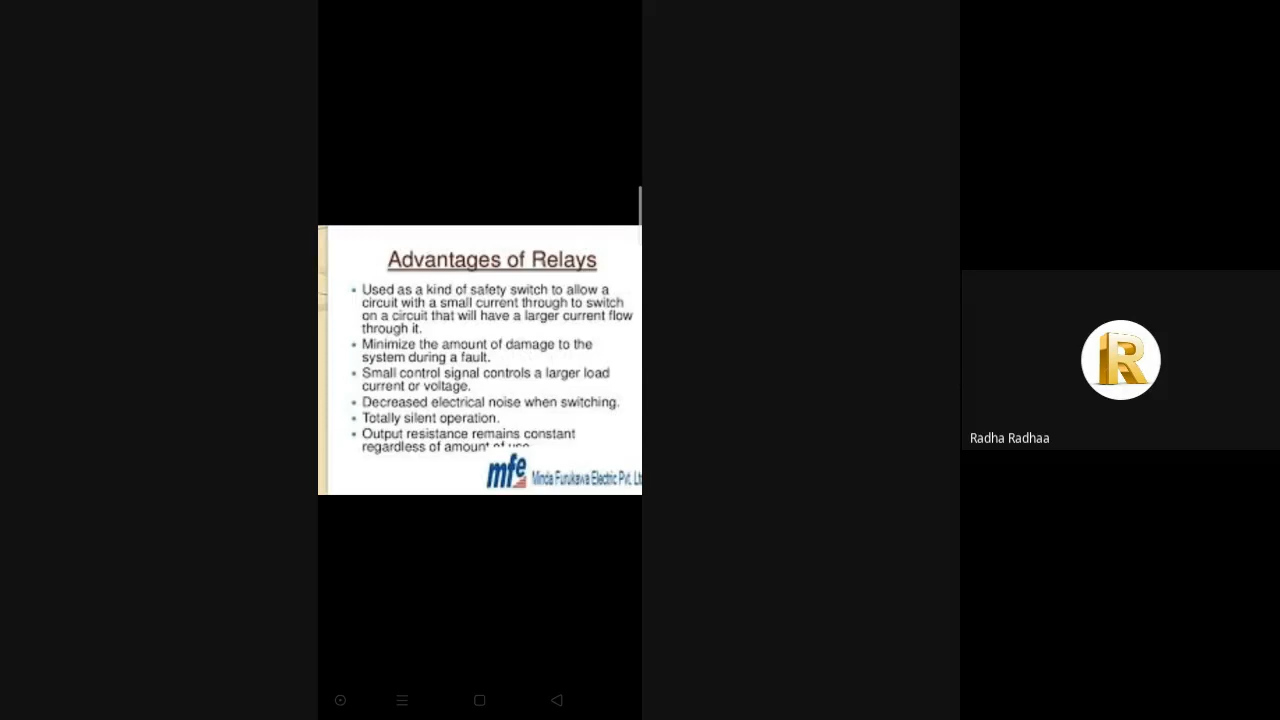 Advantages of Relays
Used as a kind of safety switch to allow a
circuit with a small current through to switch
on a circuit that will have a larger current flow
through it.
Minimize the amount of damage to the
system during a fault.
Small control signal controls a larger load
current or voltage.
Decreased electrical noise when switching.
Totally silent operation.
Output resistance remains constant
regardless of amount of use
mfe Minda Furukawa Electric Pvt. Lt
Radha Radhaa